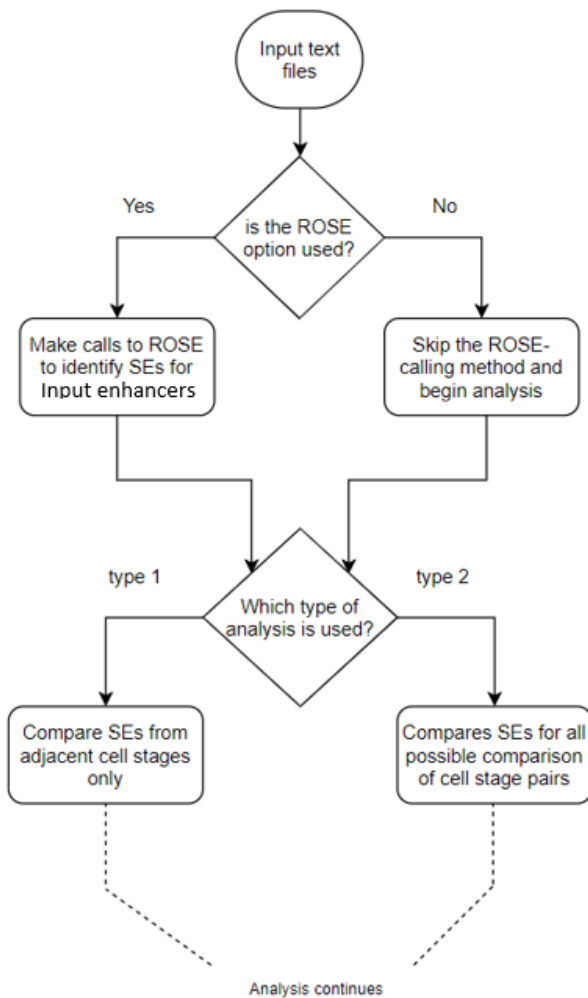 Input text
files
Yes
No
is the ROSE
option used?
Make calls to ROSE
to identify SEs for
Input enhancers
Skip the ROSE-
calling method and
begin analysis
type 1
type 2
Which type of
analysis is used?
Compare SEs from
adjacent cell stages
only
Compares SEs for all
possible comparison
of cell stage pairs
Analysis continues